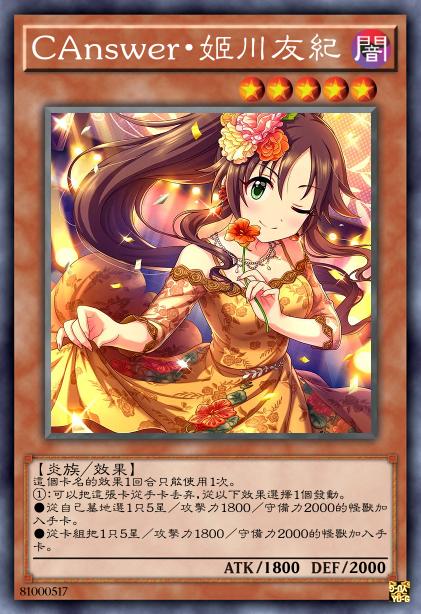 CAnswer・姬川友紀
闇
【炎族/效果】
這個卡名的效果1回合只能使用1次。
①:可以把這張卡從手卡丟弃,從以下效果選擇1個發動。
●從自己墓地選1只5星/攻擊力1800/守備力2000的怪獸加
入手卡。
●從卡組把1只5星/攻擊力1800/守備力2000的怪獸加入手
卡。
ATK/1800 DEF/2000
81000517